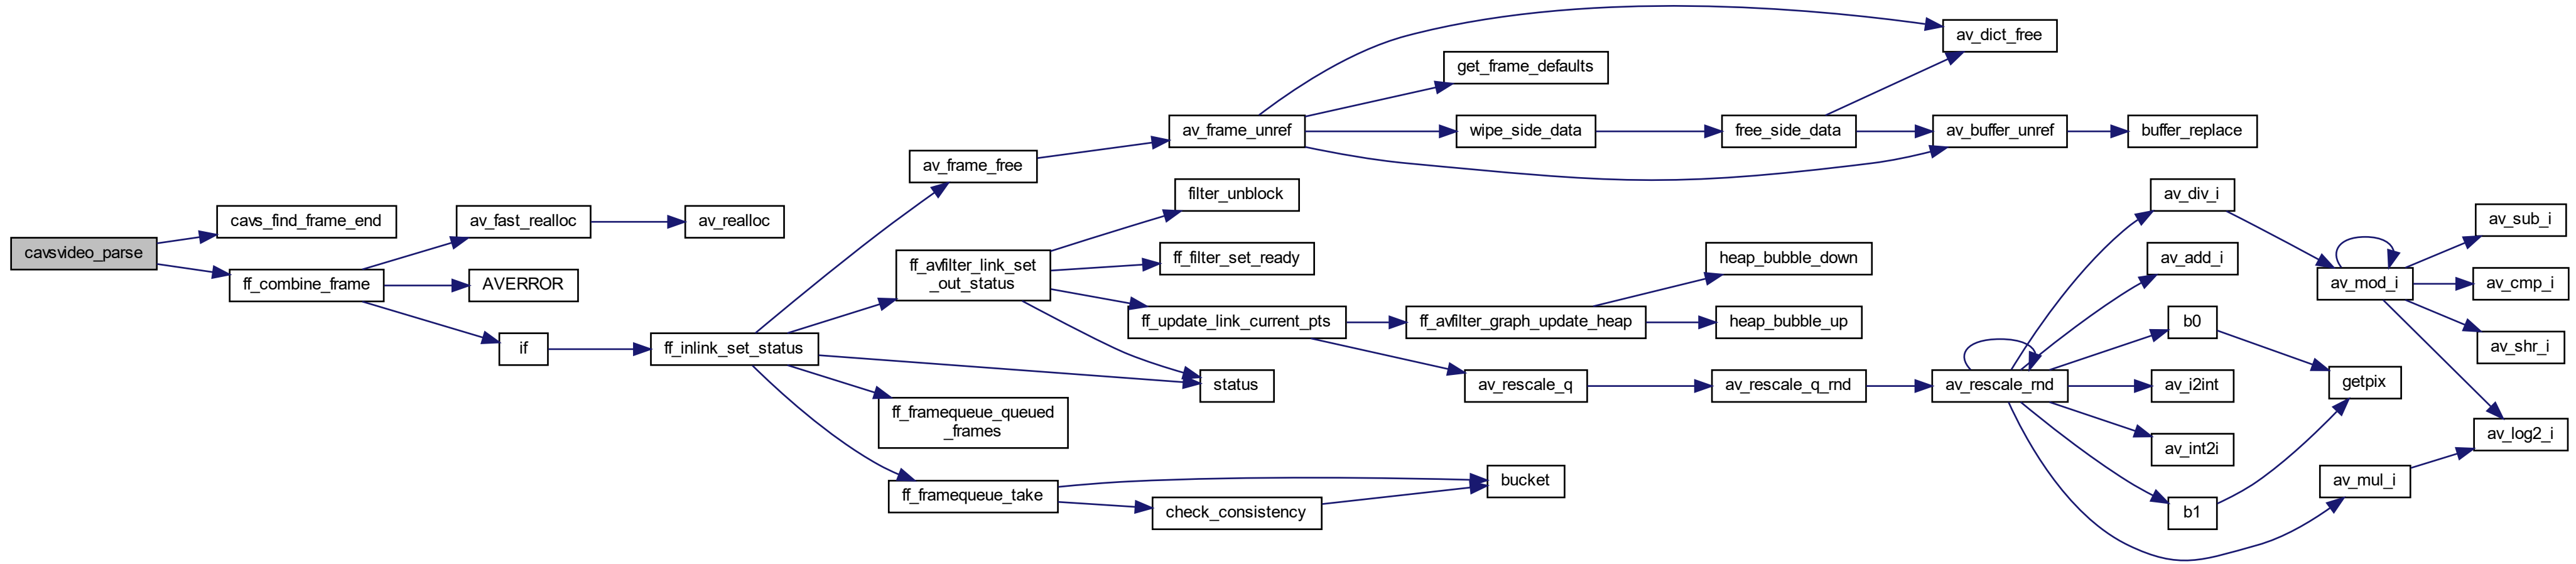 cavsvideo_parse
cavs_find_frame_end
ff_combine_frame
av_fast_realloc
AVERROR
if
av_realloc
ff_inlink_set_status
av_frame_free
ff_avfilter_link_set
_out_status
ff_framequeue_queued
_frames
ff_framequeue_take
av_frame_unref
filter_unblock
ff_filter_set_ready
ff_update_link_current_pts
status
check_consistency
bucket
get_frame_defaults
wipe_side_data
ff_avfilter_graph_update_heap
av_rescale_q
free_side_data
heap_bubble_down
heap_bubble_up
av_rescale_q_rnd
av_dict_free
av_buffer_unref
av_rescale_rnd
buffer_replace
av_div_i
av_add_i
b0
av_i2int
av_int2i
b1
av_mod_i
getpix
av_mul_i
av_sub_i
av_cmp_i
av_shr_i
av_log2_i